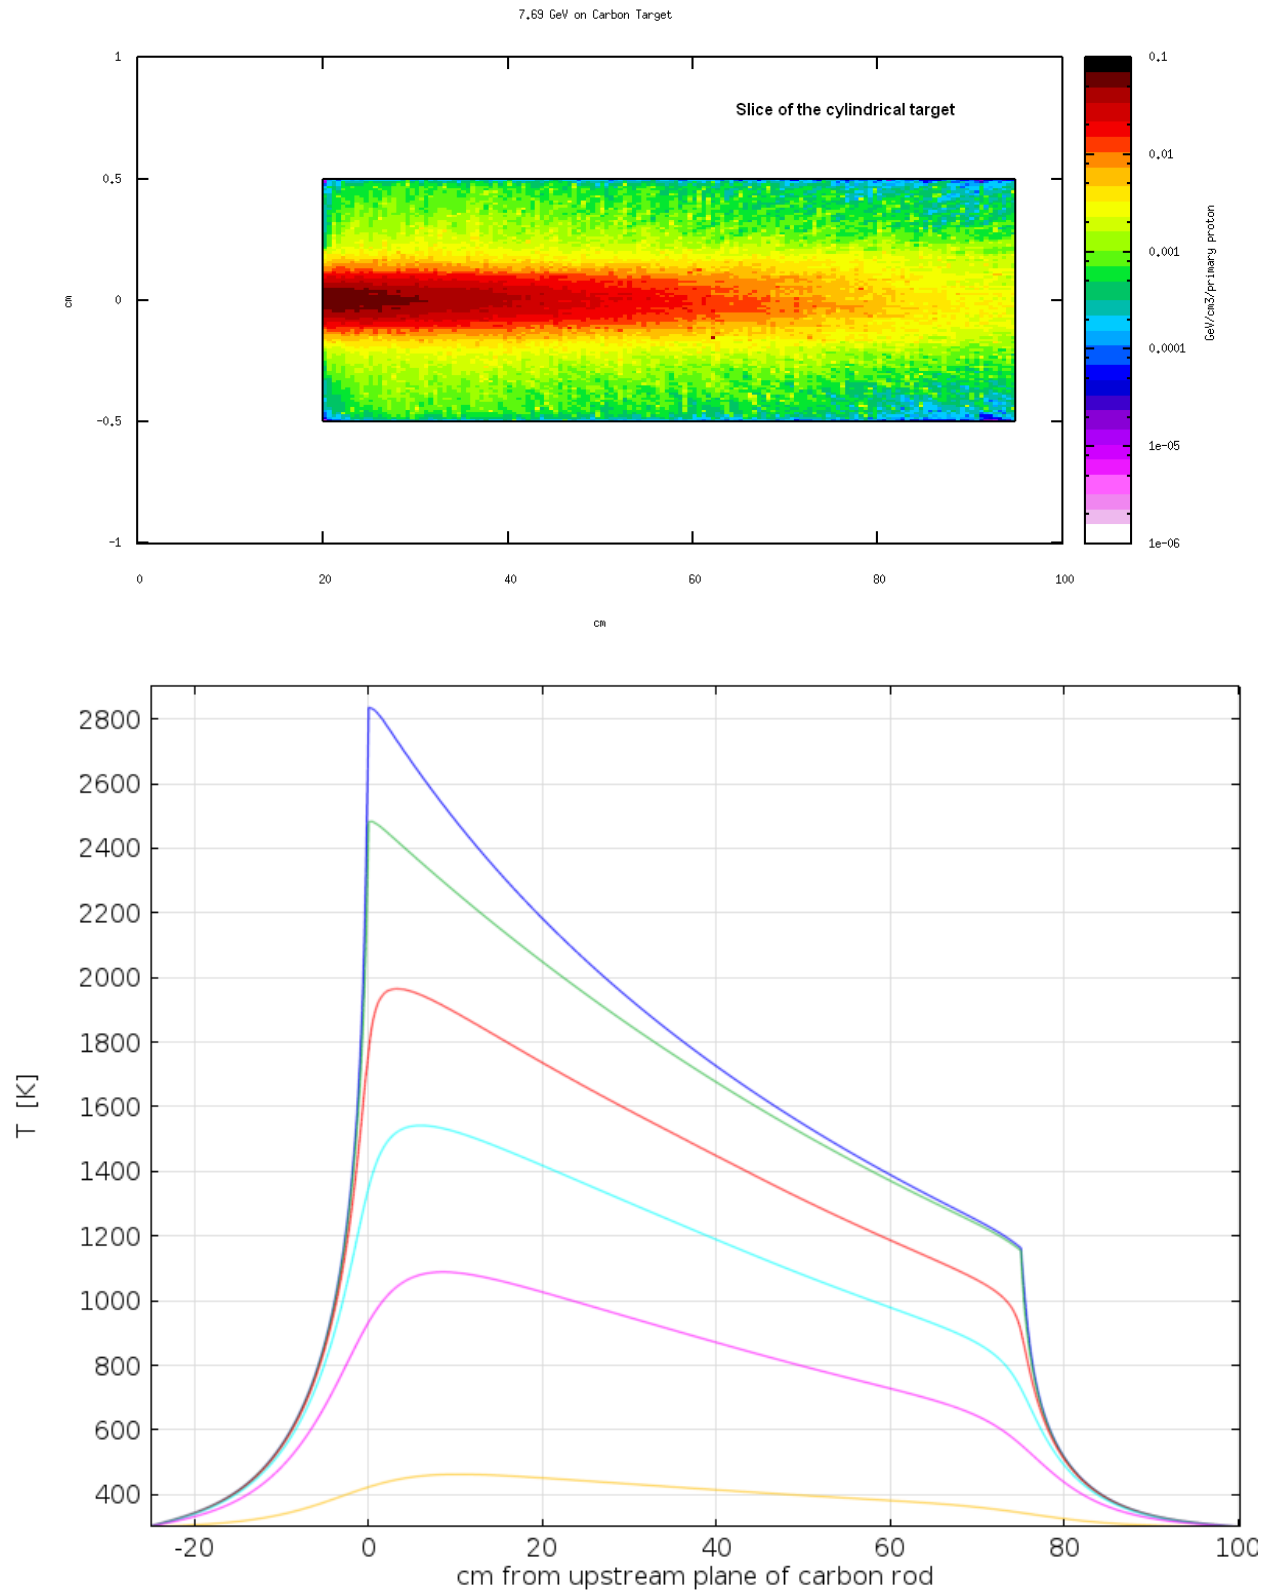 7.69 GeV on Carbon Target
1
0.5
0
-0.5
-1
cm
Slice of the cylindrical target
0 20 40 60 80 100
cm
0.1
0.01
0.001
0.0001
1e-05
1e-06
GeV/cm3/primary proton
2800
2600
2400
2200
2000
1800
1600
1400
1200
1000
800
600
400
T [K]
-20 0 20 40 60 80 100
cm from upstream plane of carbon rod